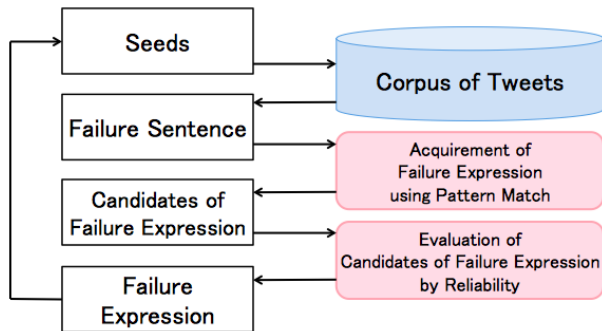 Seeds
Corpus of Tweets
Failure Sentence
Acquirement of
Failure Expression
using Pattern Match
Candidates of
Failure Expression
Evaluation of
Candidates of Failure Expression
by Reliability
Failure
Expression